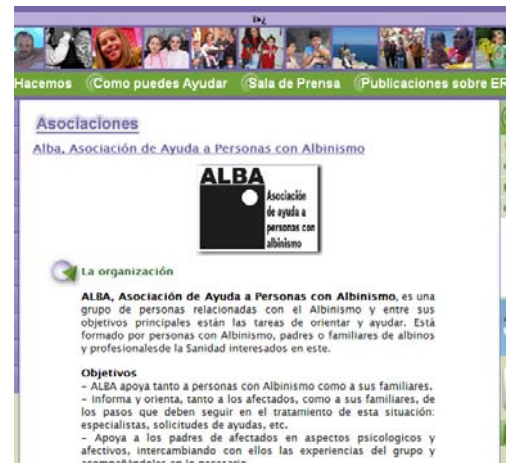 ï»¿
Hacemos Como puedes Ayudar Sala de Prensa Publicaciones sobre ER
Asociaciones
Alba, Asociación de Ayuda a Personas con Albinismo
ALBA
Asociación
de ayuda a
personas con
albinismo
La organización
ALBA, Asociación de Ayuda a Personas con Albinismo, es una
grupo de personas relacionadas con el Albinismo y entre sus
objetivos principales están las tareas de orientar y ayudar. Está
formado por personas con Albinismo, padres o familiares de albinos
y profesionalesde la Sanidad interesados en este.
Objetivos
- ALBA apoya tanto a personas con Albinismo como a sus familiares.
- Informa y orienta, tanto a los afectados, como a sus familiares, de
los pasos que deben seguir en el tratamiento de esta situación:
especialistas, solicitudes de ayudas, etc.
- Apoya a los padres de afectados en aspectos psicologicos y
afectivos, intercambiando con ellos las experiencias del grupo y
acompañándoles en lo necesario